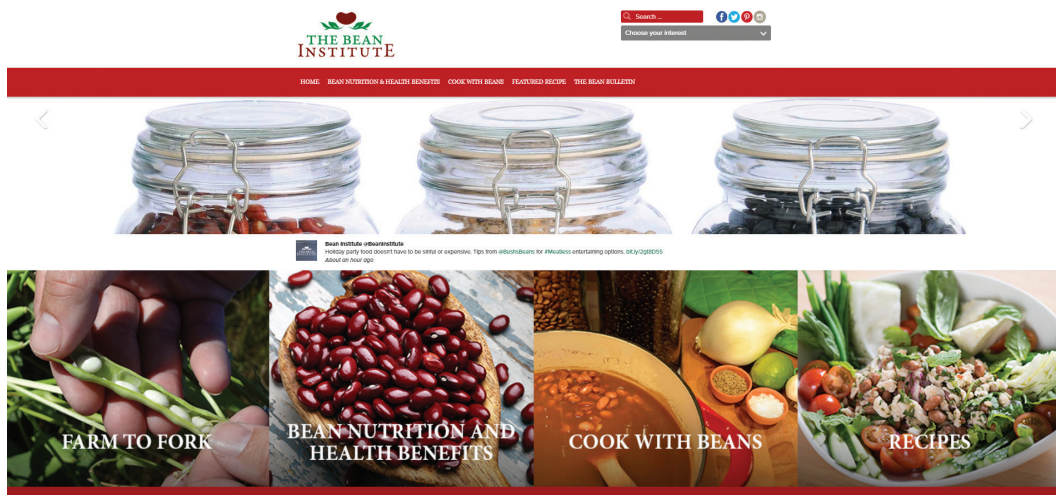 THE BEAN
INSTITUTE
Search ...
Choose your interest
HOME BEAN NUTRITION & HEALTH BENEFITS COOK WITH BEANS FEATURED RECIPE THE BEAN BULLETIN
Bean Institute @BeanInstitute
Holiday party food doesn't have to be sinful or expensive. Tips from @BushsBeans for #Meatless entertaining options.
About an hour ago
FARM TO FORK
BEAN NUTRITION AND
HEALTH BENEFITS
COOK WITH BEANS
RECIPES